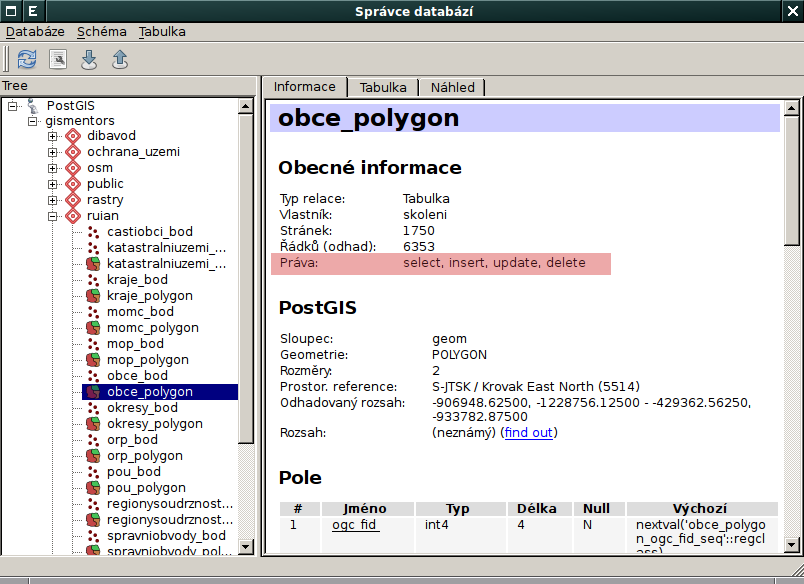 Správce databází
Databáze Schéma Tabulka
Tree
PostGIS
gismentors
dibavod
ochrana_uzemi
osm
public
rastry
ruian
castiobci_bod
katastralniuzemi_...
katastralniuzemi_...
kraje_bod
kraje_polygon
momc_bod
momc_polygon
mop_bod
mop_polygon
obce_bod
obce_polygon
okresy_bod
okresy_polygon
orp_bod
orp_polygon
pou_bod
pou_polygon
regionysoudrznost...
regionysoudrznost...
spravniobvody_bod
spravniobvody_pol...
Informace Tabulka Náhled
obce_polygon
Obecné informace
Typ relace: Tabulka
Vlastník: skoleni
Stránek: 1750
Řádků (odhad): 6353
Práva: select, insert, update, delete
PostGIS
Sloupec: geom
Geometrie: POLYGON
Rozměry: 2
Prostor. reference: S-JTSK / Krovak East North (5514)
Odhadovaný rozsah: -906948.62500, -1228756.12500 - -429362.56250,
-933782.87500
Rozsah: (neznámý) (find out)
Pole
# Jméno Typ Délka Null Výchozí
1 ogc_fid int4 4 N nextval('obce_polygo
n_ogc_fid_seq'::regcl
ass)